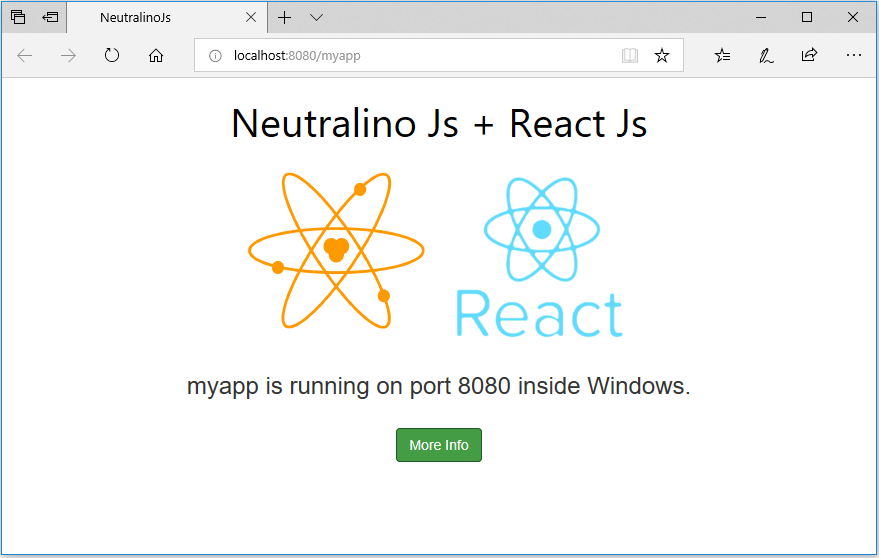 NeutralinoJs
localhost:8080/myapp
Neutralino Js + React Js
React
myapp is running on port 8080 inside Windows.
More Info